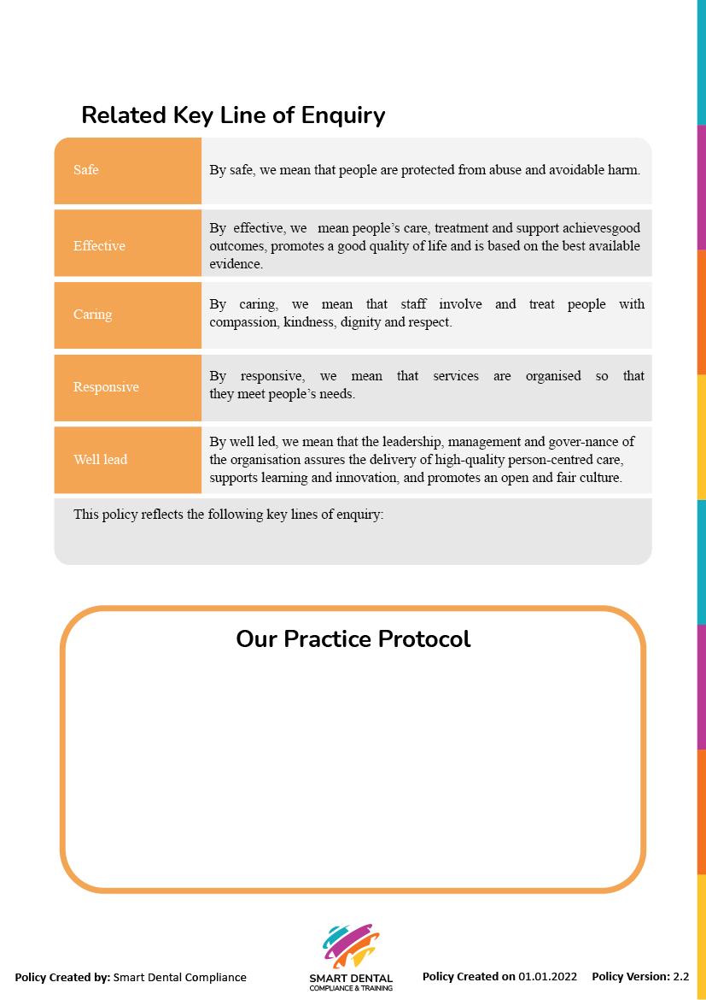 Related Key Line of Enquiry
Safe
By safe, we mean that people are protected from abuse and avoidable harm.
Effective
By effective, we mean people’s care, treatment and support achievesgood
outcomes, promotes a good quality of life and is based on the best available
evidence.
Caring
By caring, we mean that staff involve and treat people with
compassion, kindness, dignity and respect.
Responsive
By responsive, we mean that services are organised so that
they meet people’s needs.
Well lead
By well led, we mean that the leadership, management and gover-nance of
the organisation assures the delivery of high-quality person-centred care,
supports learning and innovation, and promotes an open and fair culture.
This policy reflects the following key lines of enquiry:
Our Practice Protocol
Policy Created by: Smart Dental Compliance
SMART DENTAL
COMPLIANCE & TRAINING
Policy Created on 01.01.2022 Policy Version: 2.2